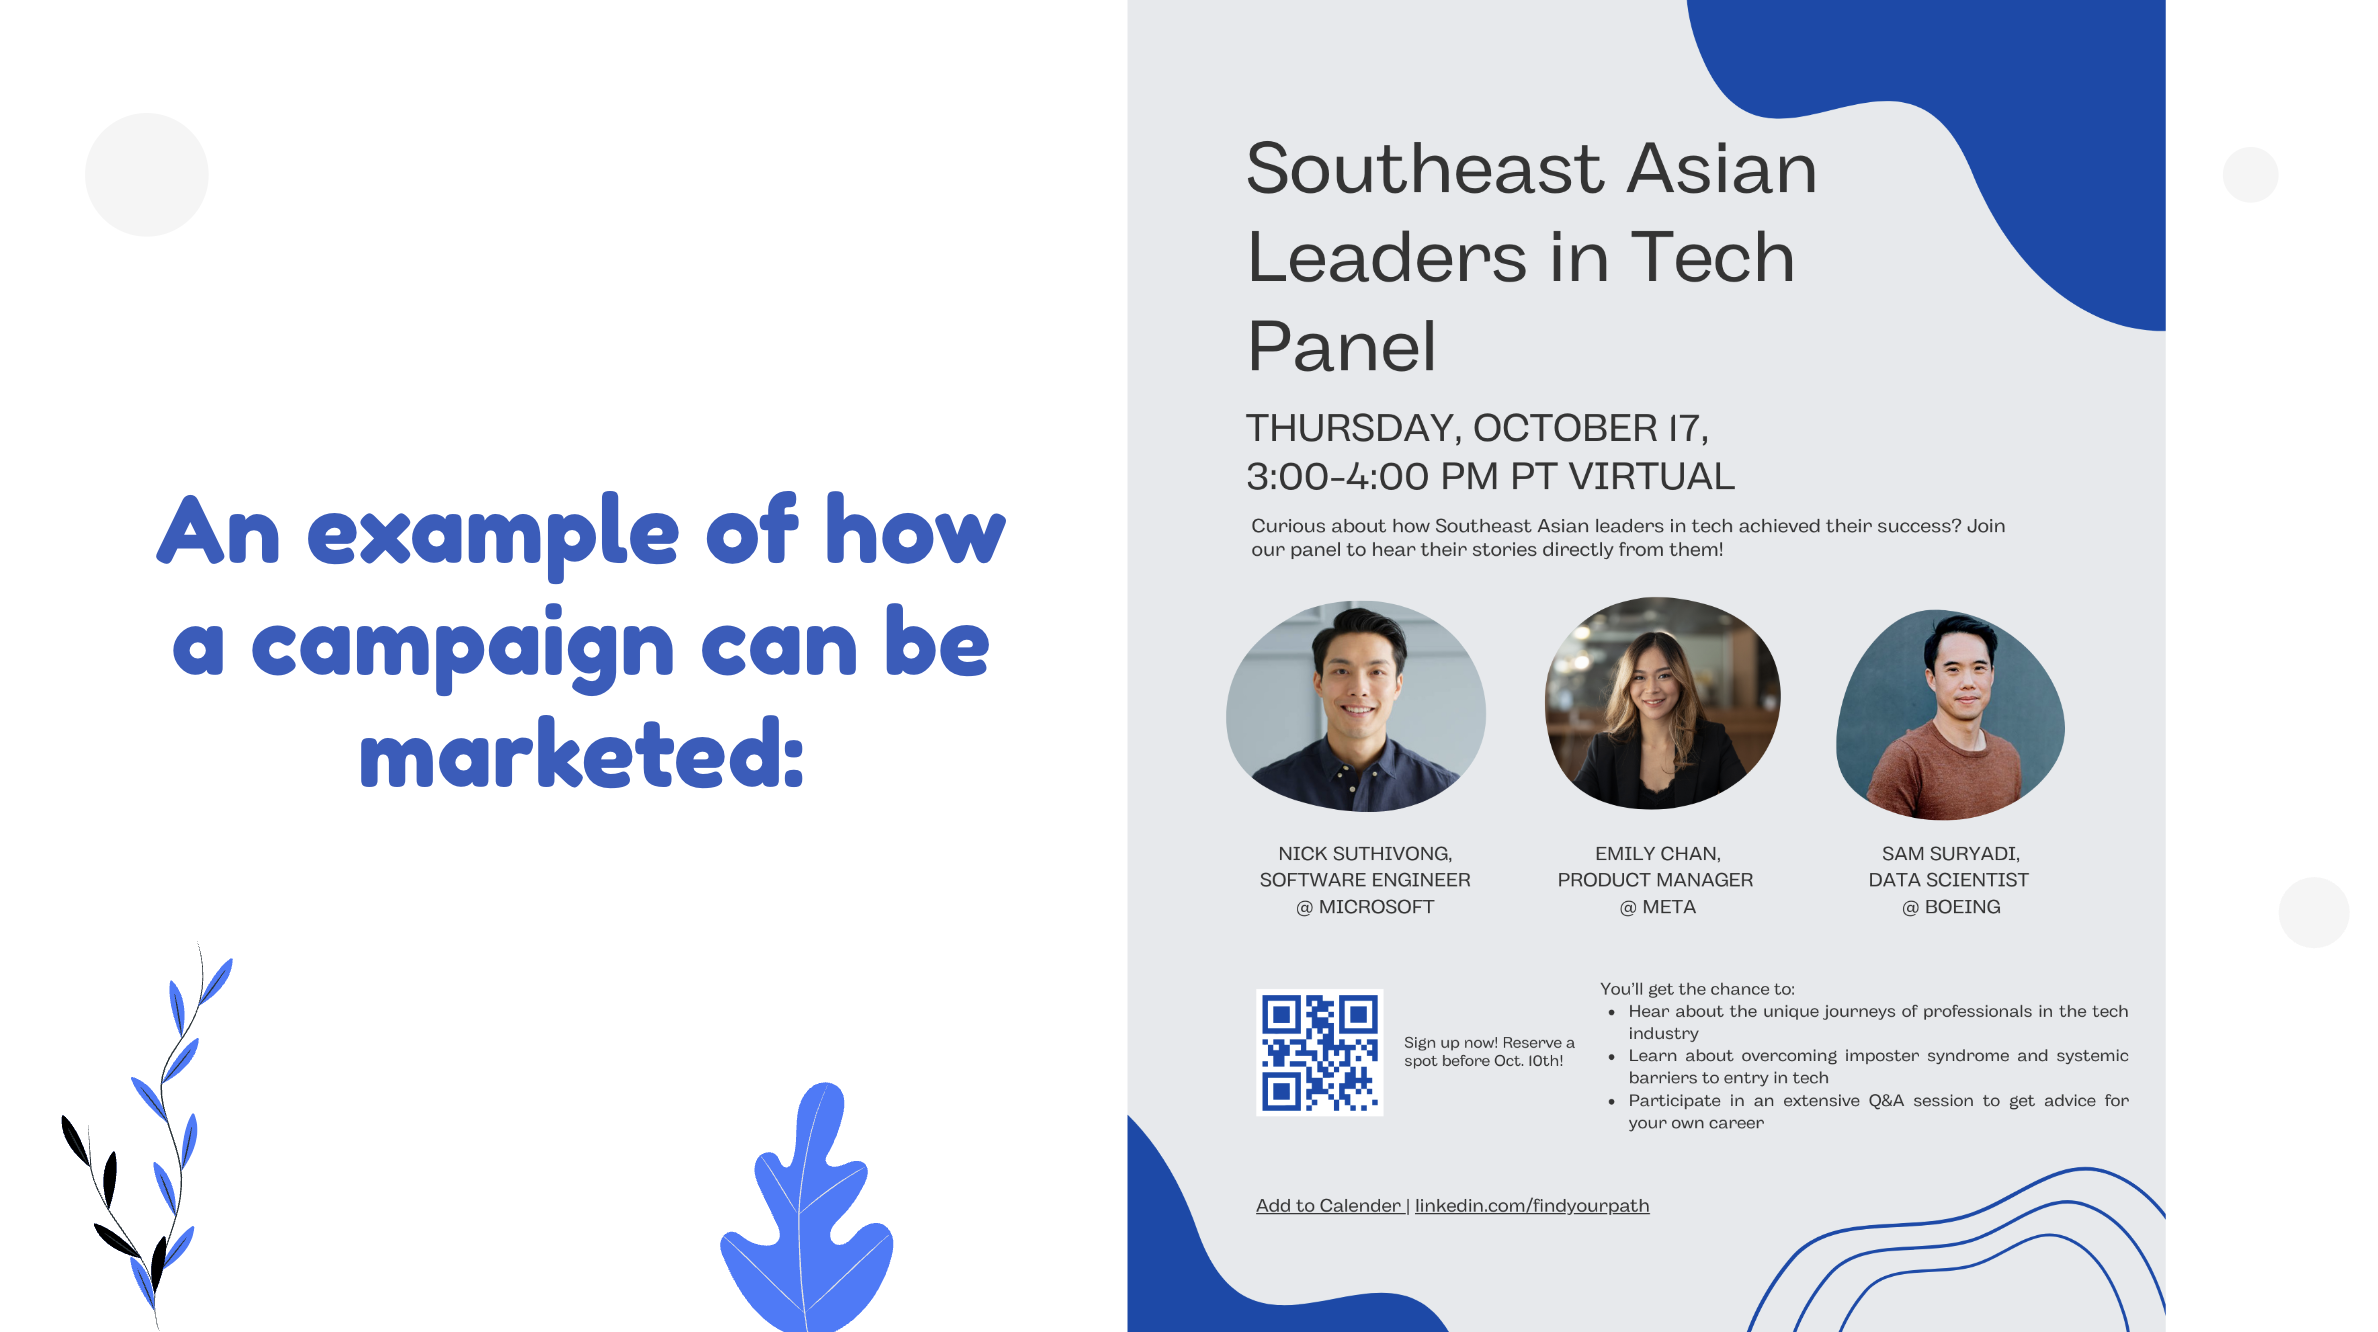 An example of how
a campaign can be
marketed:
Southeast Asian
Leaders in Tech
Panel
THURSDAY, OCTOBER 17,
3:00-4:00 PM PT VIRTUAL
Curious about how Southeast Asian leaders in tech achieved their success? Join
our panel to hear their stories directly from them!
NICK SUTHIVONG,
SOFTWARE ENGINEER
@ MICROSOFT
EMILY CHAN,
PRODUCT MANAGER
@ META
SAM SURYADI,
DATA SCIENTIST
@ BOEING
Sign up now! Reserve a
spot before Oct. 10th!
You'll get the chance to:
• Hear about the unique journeys of professionals in the tech
industry
• Learn about overcoming imposter syndrome and systemic
barriers to entry in tech
• Participate in an extensive Q&A session to get advice for
your own career
Add to Calender | linkedin.com/findyourpath